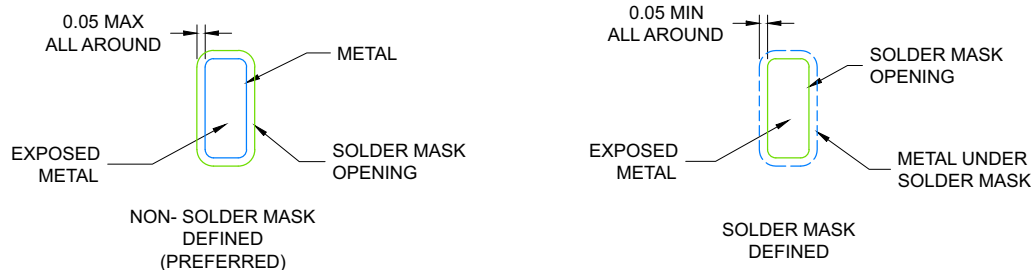 0.05 MAX
ALL AROUND
METAL
EXPOSED
METAL
SOLDER MASK
OPENING
NON- SOLDER MASK
DEFINED
(PREFERRED)
0.05 MIN
ALL AROUND
SOLDER MASK
OPENING
EXPOSED
METAL
METAL UNDER
SOLDER MASK
SOLDER MASK
DEFINED